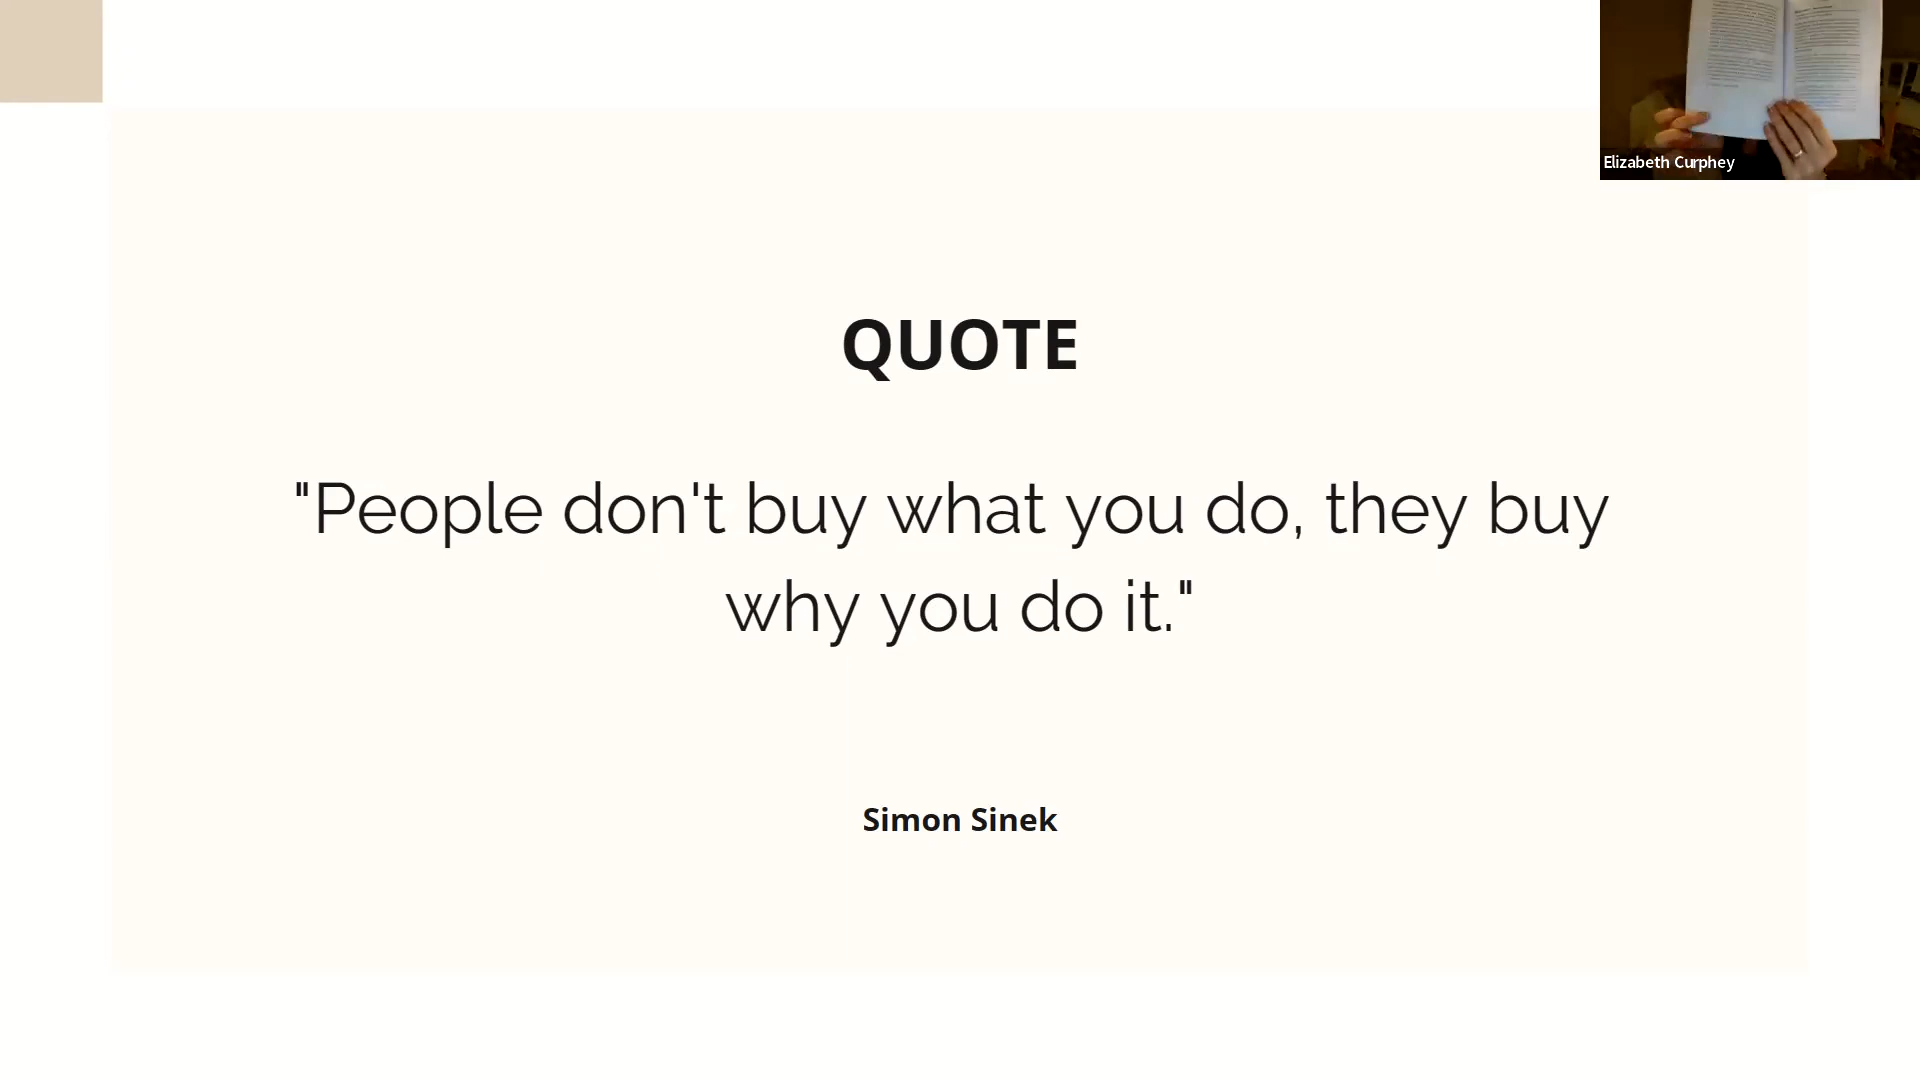 QUOTE
"People don't buy what you do, they buy
why you do it."
Simon Sinek
Elizabeth Curphey